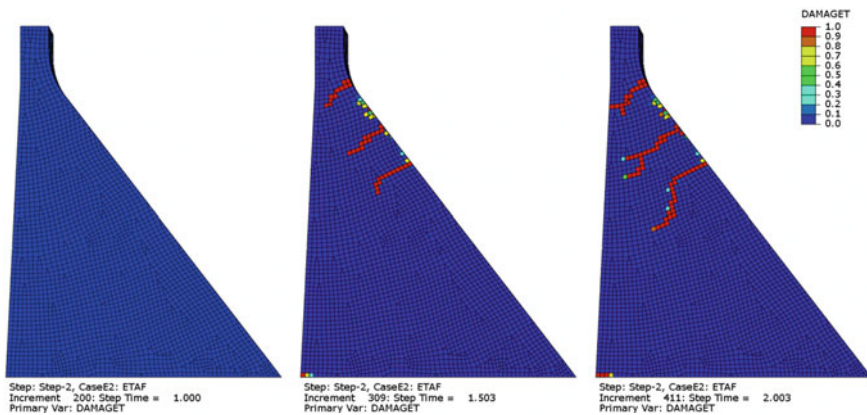 DAMAGET
1.0
0.9
0.8
0.7
0.6
0.5
0.4
0.3
0.2
0.1
0.0
Step: Step-2, CaseE2: ETAF
Increment 200: Step Time = 1.000
Primary Var: DAMAGET
Step: Step-2, CaseE2: ETAF
Increment 309: Step Time = 1.503
Primary Var: DAMAGET
Step: Step-2, CaseE2: ETAF
Increment 411: Step Time = 2.003
Primary Var: DAMAGET